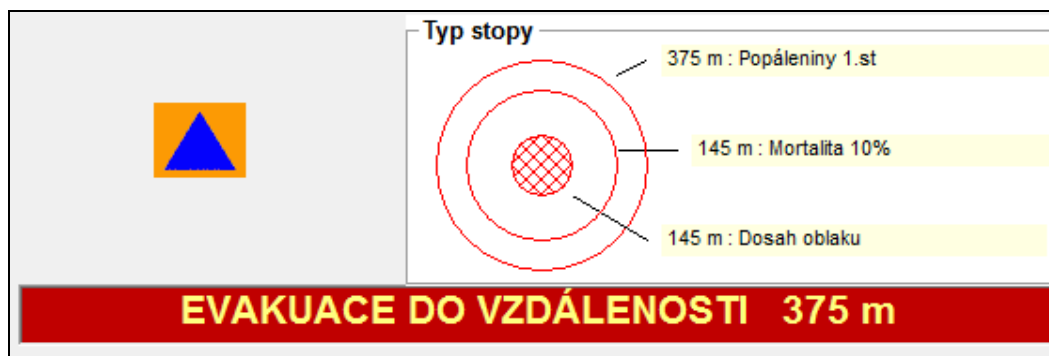 Typ stopy
375 m : Popáleniny 1.st
145 m : Mortalita 10%
145 m : Dosah oblaku
EVAKUACE DO VZDÁLENOSTI 375 m